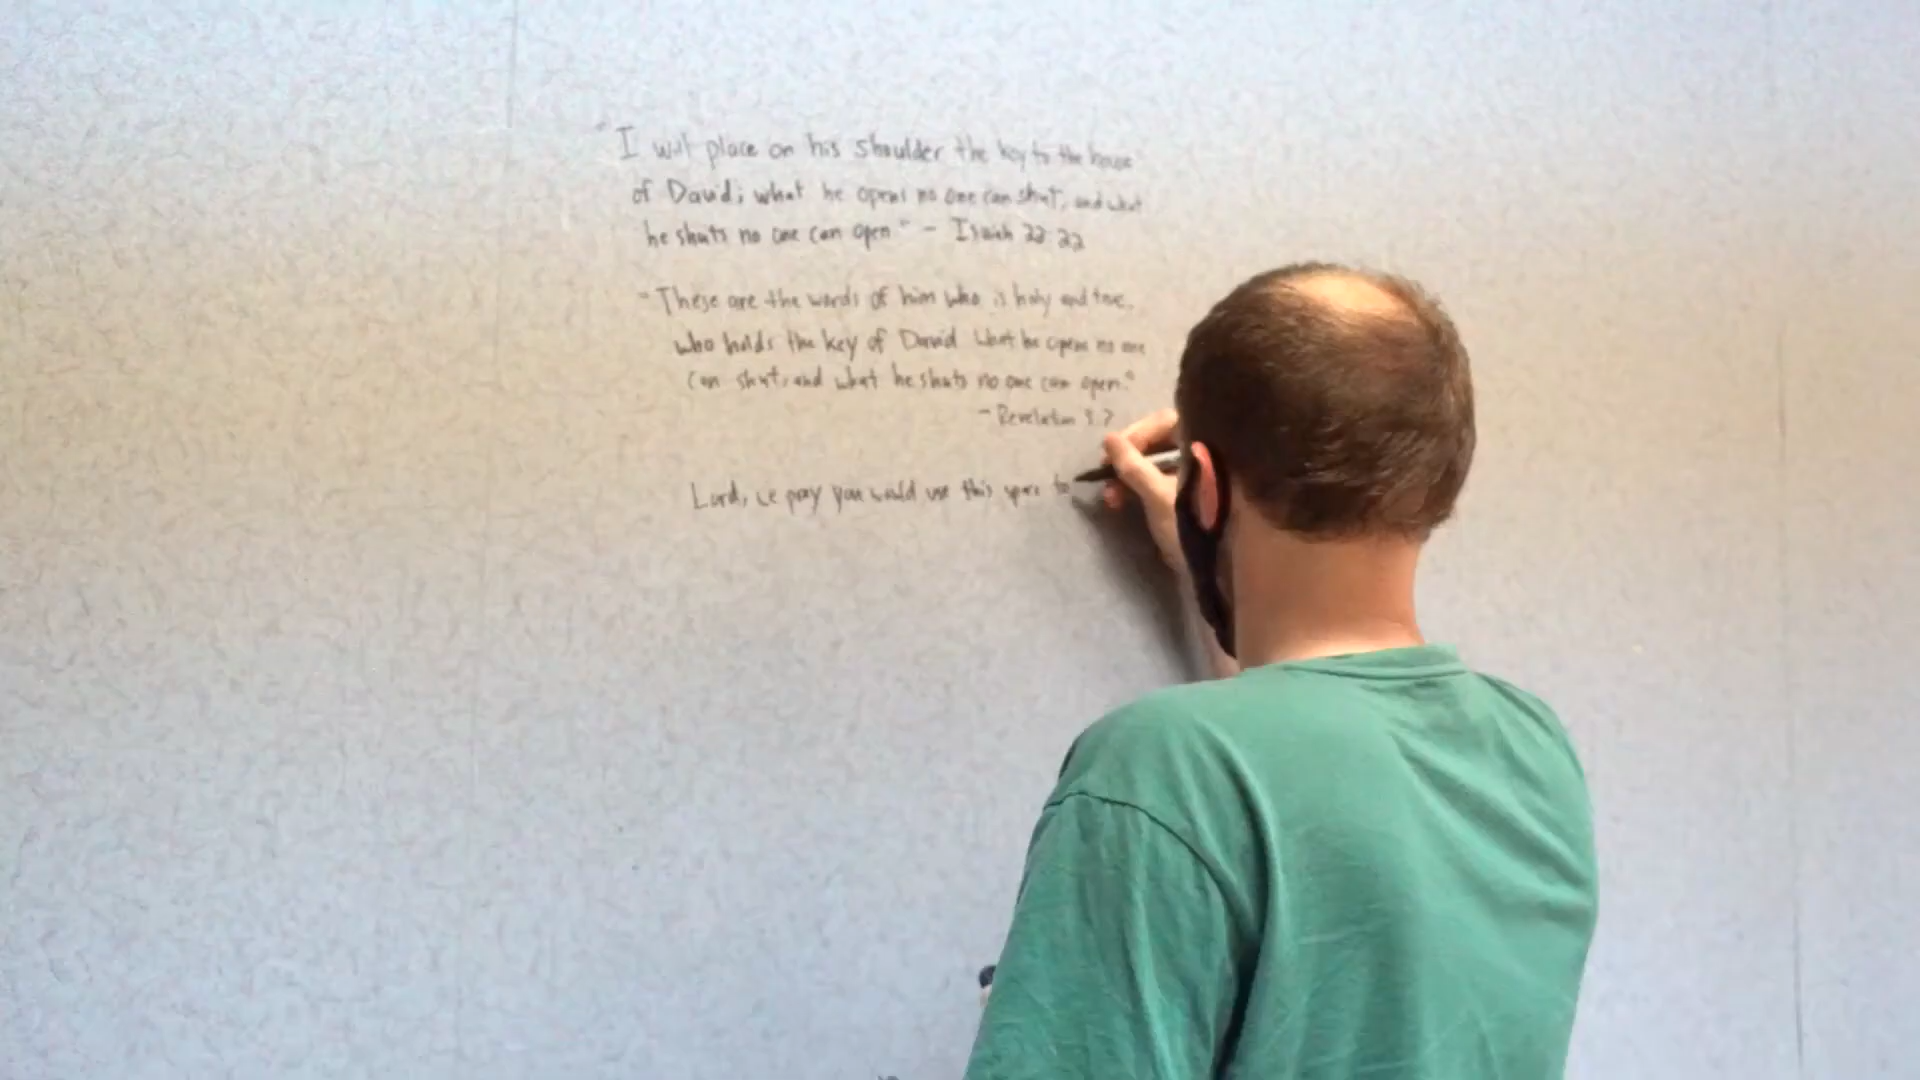 "I will place on his shoulder the key to the house
of David; what he opens no one can shut, and what
he shuts no one can open" - Isaiah 22 22
"These are the words of him who is holy and true,
who holds the key of David What he opens no one
can shut, and what he shuts no one can open."
- Revelation 3.7
Lord, we pray you would use this space to